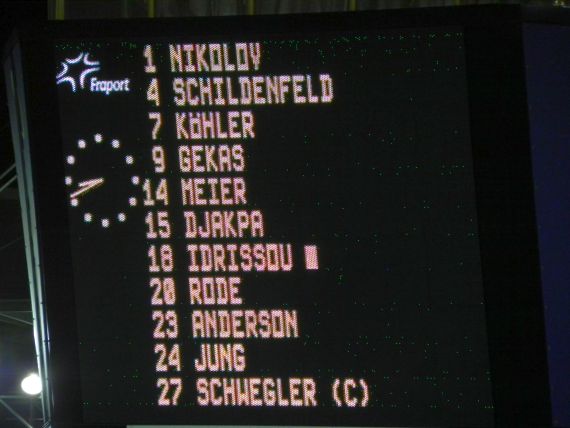 Fraport
1 NIKOLOV
4 SCHILDENFELD
7 KÖHLER
9 GEKAS
14 MEIER
15 DJAKPA
18 IDRISSOU
20 RODE
23 ANDERSON
24 JUNG
27 SCHWEGLER (C)